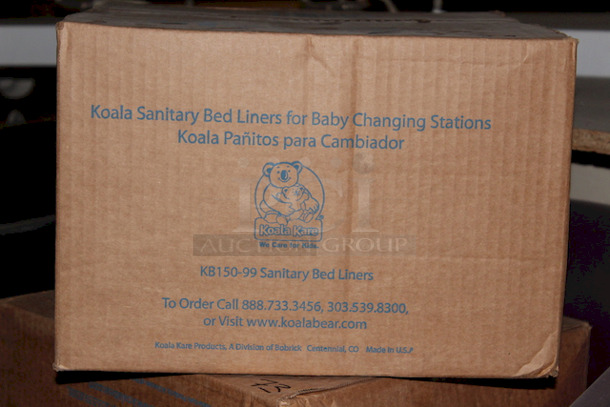 Koala Sanitary Bed Liners for Baby Changing Stations
Koala Pañitos para Cambiador
Koala Kare
We Care for Kids.
AUCTION GROUP
KB150-99 Sanitary Bed Liners
To Order Call 888.733.3456, 303.539.8300,
or Visit www.koalabear.com
Koala Kare Products, A Division of Bobrick Centennial, CO Made in U.S.A